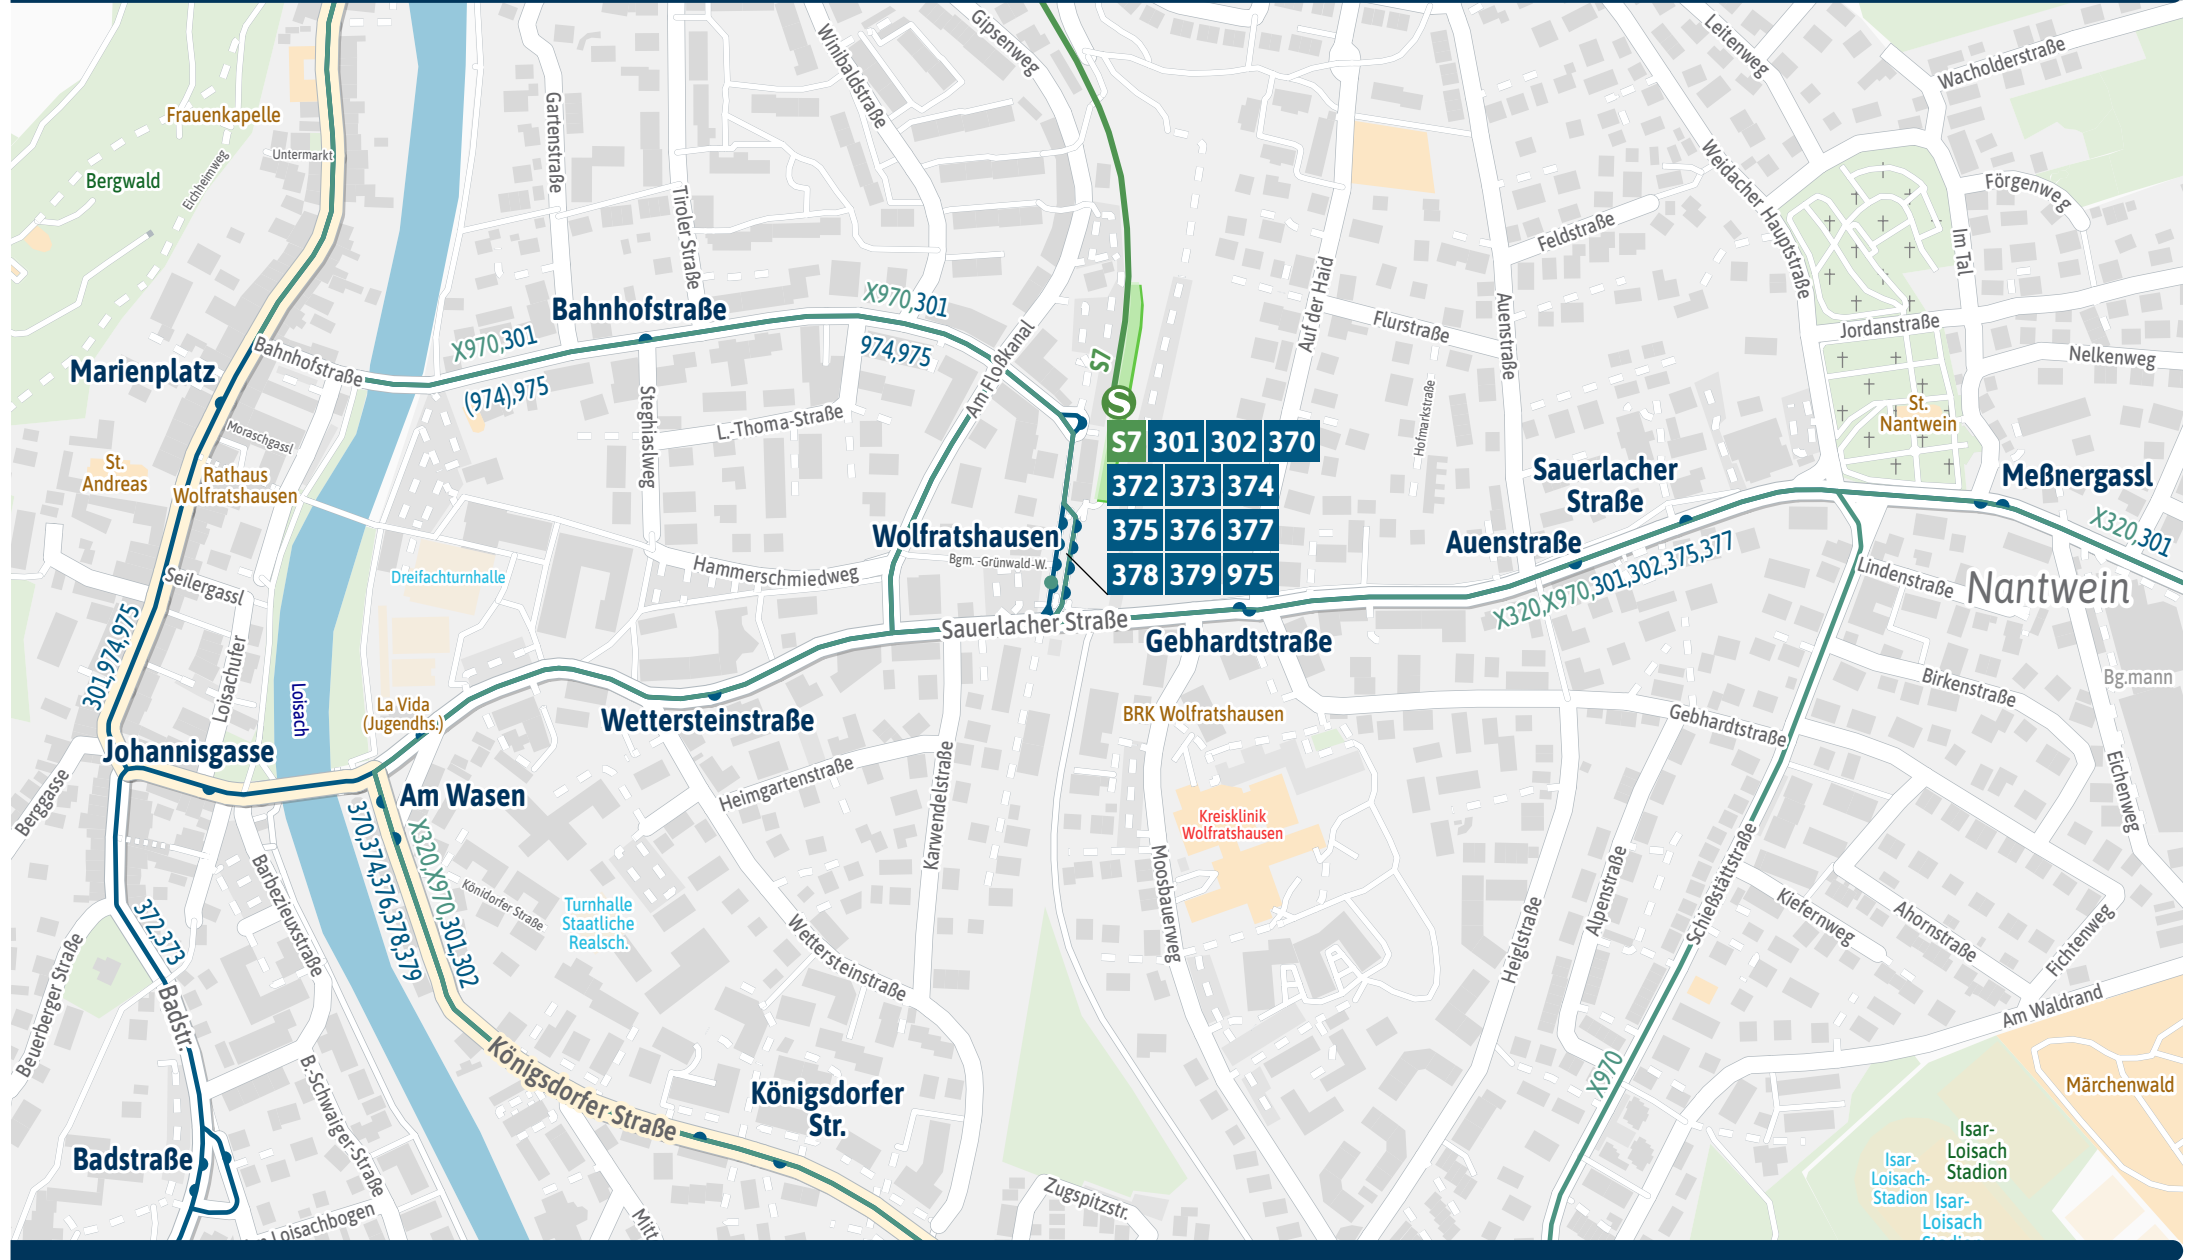 Frauenkapelle
Untermarkt
Bergwald
Eichheimweg
Gartenstraße
Tiroler Straße
Winibaldstraße
Gipsenweg
Leitenweg
Wacholderstraße
Weidacher Hauptstraße
Förgenweg
Im Tal
Feldstraße
Auf der Haid
Flurstraße
Auenstraße
Jordanstraße
Nelkenweg
Hofmarkstraße
St.
Nantwein
Bahnhofstraße
X970,301
X970,301
(974),975
974,975
Marienplatz
Bahnhofstraße
Moraschgassl
St.
Andreas
Rathaus
Wolfratshausen
Steghiaslweg
L.-Thoma-Straße
Am Floßkanal
S7
S
S7 301 302 370
372 373 374
375 376 377
378 379 975
Wolfratshausen
Bgm. -Grünwald-W.
Hammerschmiedweg
Dreifachturnhalle
Seilergassl
301,974,975
Loisachufer
Loisach
La Vida
(Jugendhs.)
Sauerlacher Straße
Gebhardtstraße
Auenstraße
Sauerlacher
Straße
X320,X970,301,302,375,377
Meßnergassl
X320,301
Lindenstraße
Nantwein
Birkenstraße
Bg.mann
Eichenweg
Gebhardtstraße
Wettersteinstraße
Johannisgasse
Berggasse
Am Wasen
370,374,376,378,379
X320,X970,301,302
Heimgartenstraße
Karwendelstraße
BRK Wolfratshausen
Kreisklinik
Wolfratshausen
Moosbauerweg
Barbezieuxstraße
Könidorfer Straße
Turnhalle
Staatliche
Realsch.
Wettersteinstraße
372,373
Badstr.
Beuerberger Straße
Heiglstraße
Alpenstraße
Schießstättstraße
Kiefernweg
Ahornstraße
Fichtenweg
Am Waldrand
X970
Königsdorfer Straße
Königsdorfer
Str.
B.-Schwaiger-Straße
Badstraße
Loisachbogen
Mitt
Zugspitzstr.
Märchenwald
Isar-
Loisach
Stadion
Isar-
Loisach-
Stadion
Isar-
Loisach